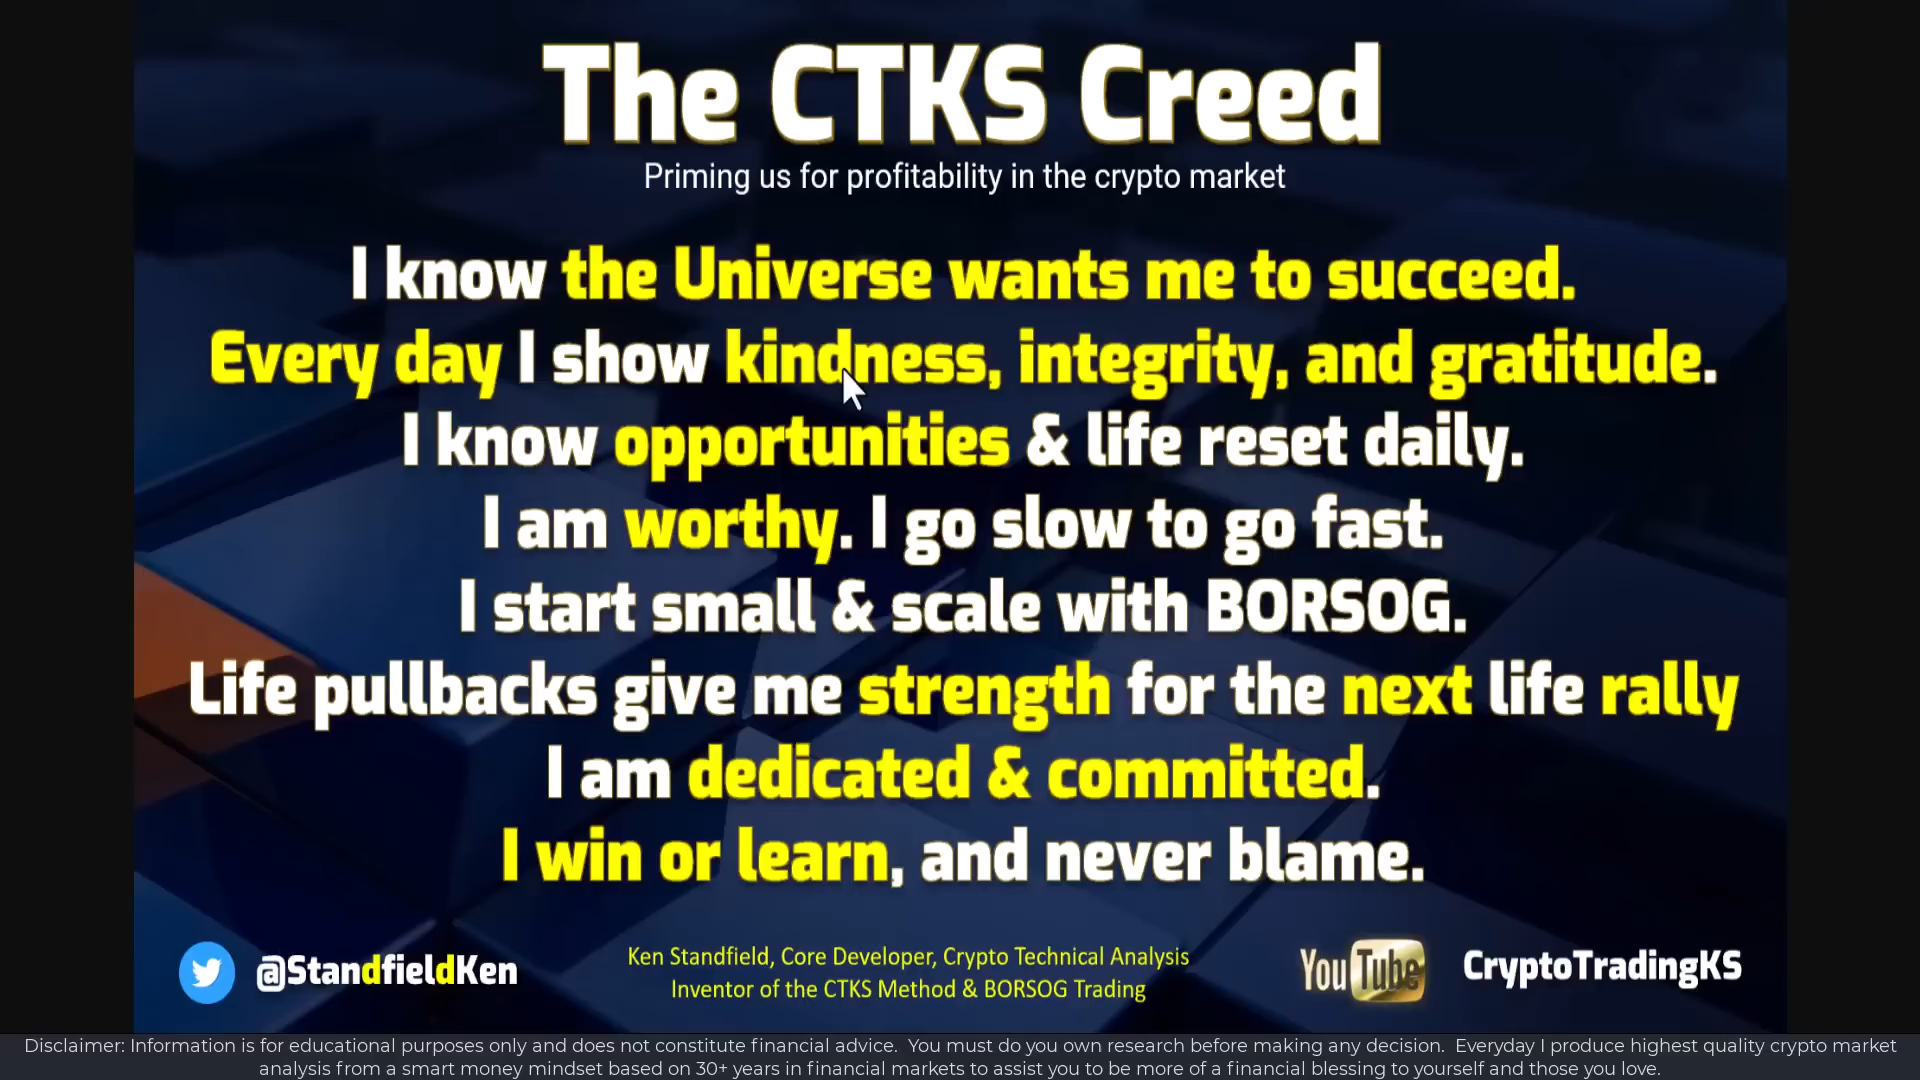 The CTKS Creed
Priming us for profitability in the crypto market
I know the Universe wants me to succeed.
Every day I show kindness, integrity, and gratitude.
I know opportunities & life reset daily.
I am worthy. I go slow to go fast.
I start small & scale with BORSOG.
Life pullbacks give me strength for the next life rally
I am dedicated & committed.
I win or learn, and never blame.
@StandfieldKen
Ken Standfield, Core Developer, Crypto Technical Analysis
Inventor of the CTKS Method & BORSOG Trading
YouTube
CryptoTradingKS
Disclaimer: Information is for educational purposes only and does not constitute financial advice.  You must do you own research before making any decision.  Everyday I produce highest quality crypto market
analysis from a smart money mindset based on 30+ years in financial markets to assist you to be more of a financial blessing to yourself and those you love.